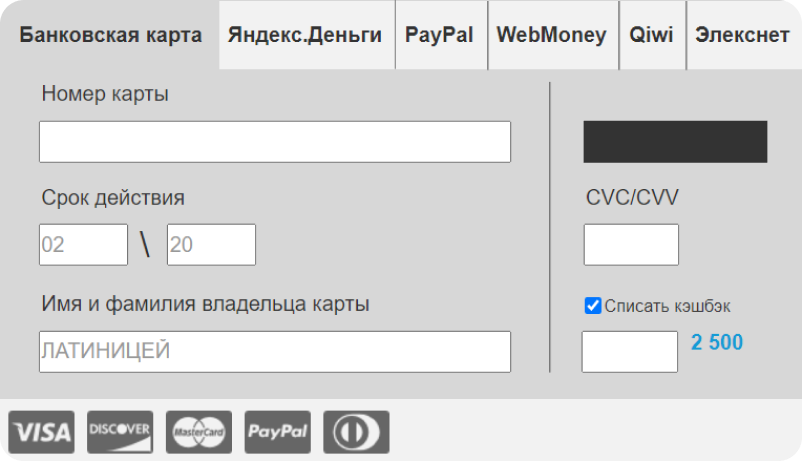 Банковская карта Яндекс.Деньги PayPal WebMoney Qiwi Элекснет
Номер карты
Срок действия CVC/CVV
02 \ 20
Имя и фамилия владельца карты Списать кэшбэк
ЛАТИНИЦЕЙ 2 500
VISA DISCOVER MasterCard PayPal